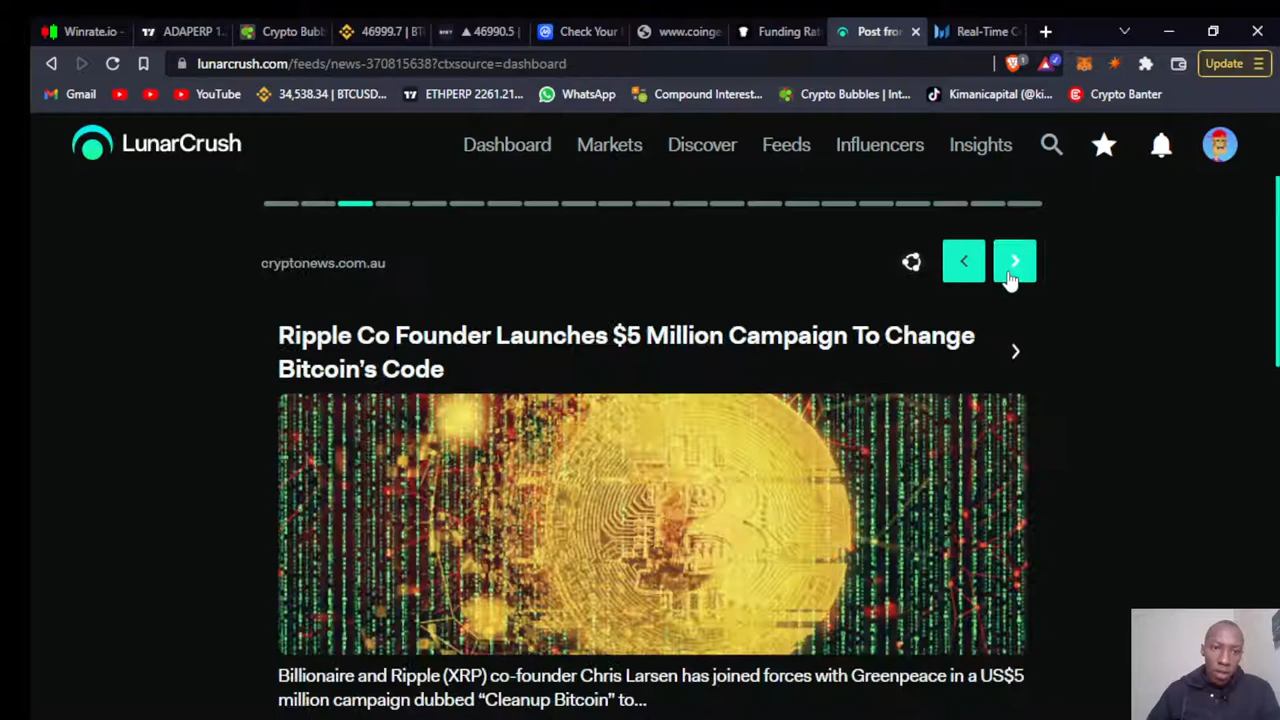 Winrate.io -
ADAPERP 1.
Crypto Bubb
46999.7 | BT
▲ 46990.5 |
Check Your
www.coinge
Funding Rat
Post fron
Real-Time C
lunarcrush.com/feeds/news-370815638?ctxsource=dashboard
1
Update
Gmail
YouTube
34,538.34 | BTCUSD...
ETHPERP 2261.21...
WhatsApp
Compound Interest...
Crypto Bubbles | Int...
Kimanicapital (@ki...
Crypto Banter
LunarCrush
Dashboard
Markets
Discover
Feeds
Influencers
Insights
cryptonews.com.au
Ripple Co Founder Launches $5 Million Campaign To Change
Bitcoin's Code
Billionaire and Ripple (XRP) co-founder Chris Larsen has joined forces with Greenpeace in a US$5
million campaign dubbed “Cleanup Bitcoin” to...